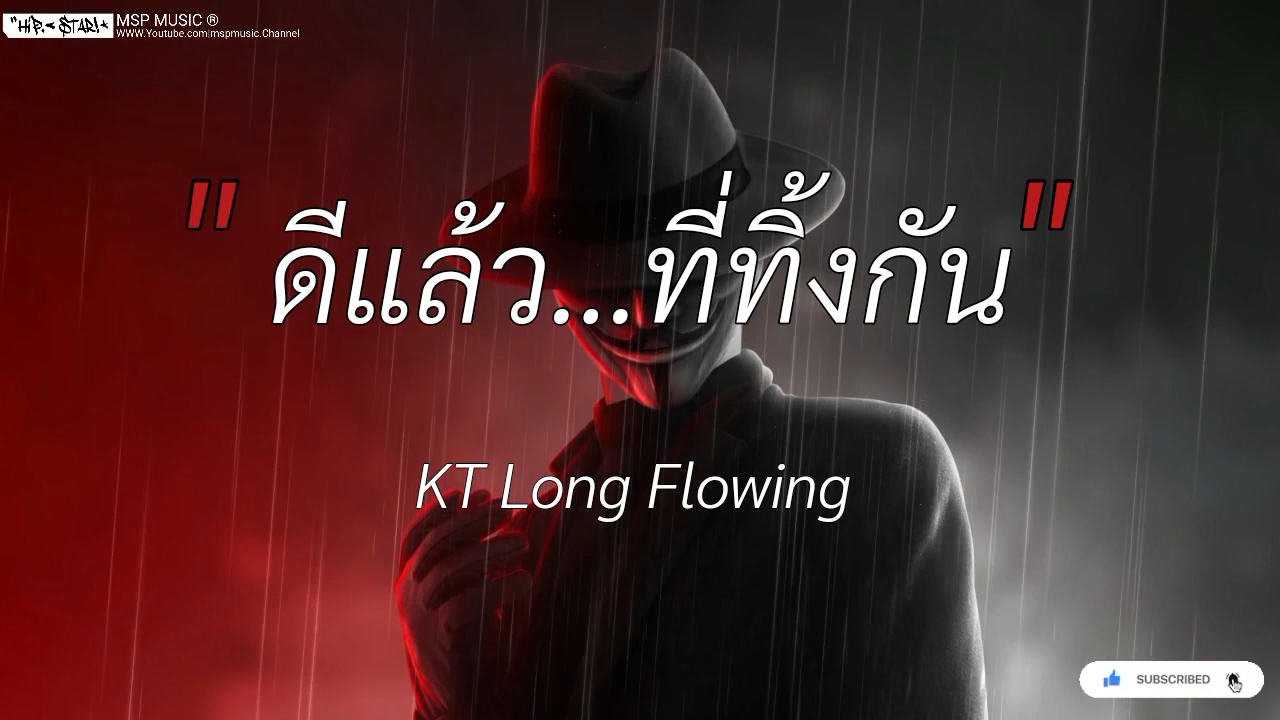 "HIP. STAR!
MSP MUSIC ®
WWW.Youtube.com|mspmusic.Channel
" ดีแล้ว...ที่ทิ้งกัน "
KT Long Flowing
SUBSCRIBED